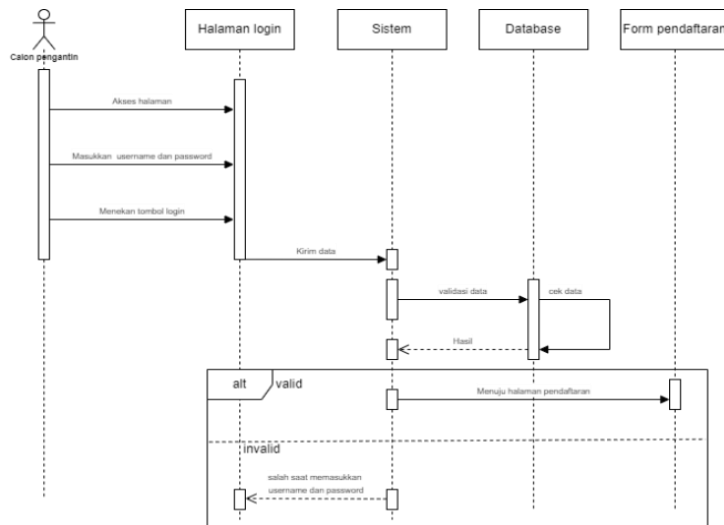 Halaman login
Sistem
Database
Form pendaftaran
Calon pengantin
Akses halaman
Masukkan username dan password
Menekan tombol login
Kirim data
validasi data
cek data
Hasil
alt
valid
Menuju halaman pendaftaran
invalid
salah saat memasukkan
username dan password